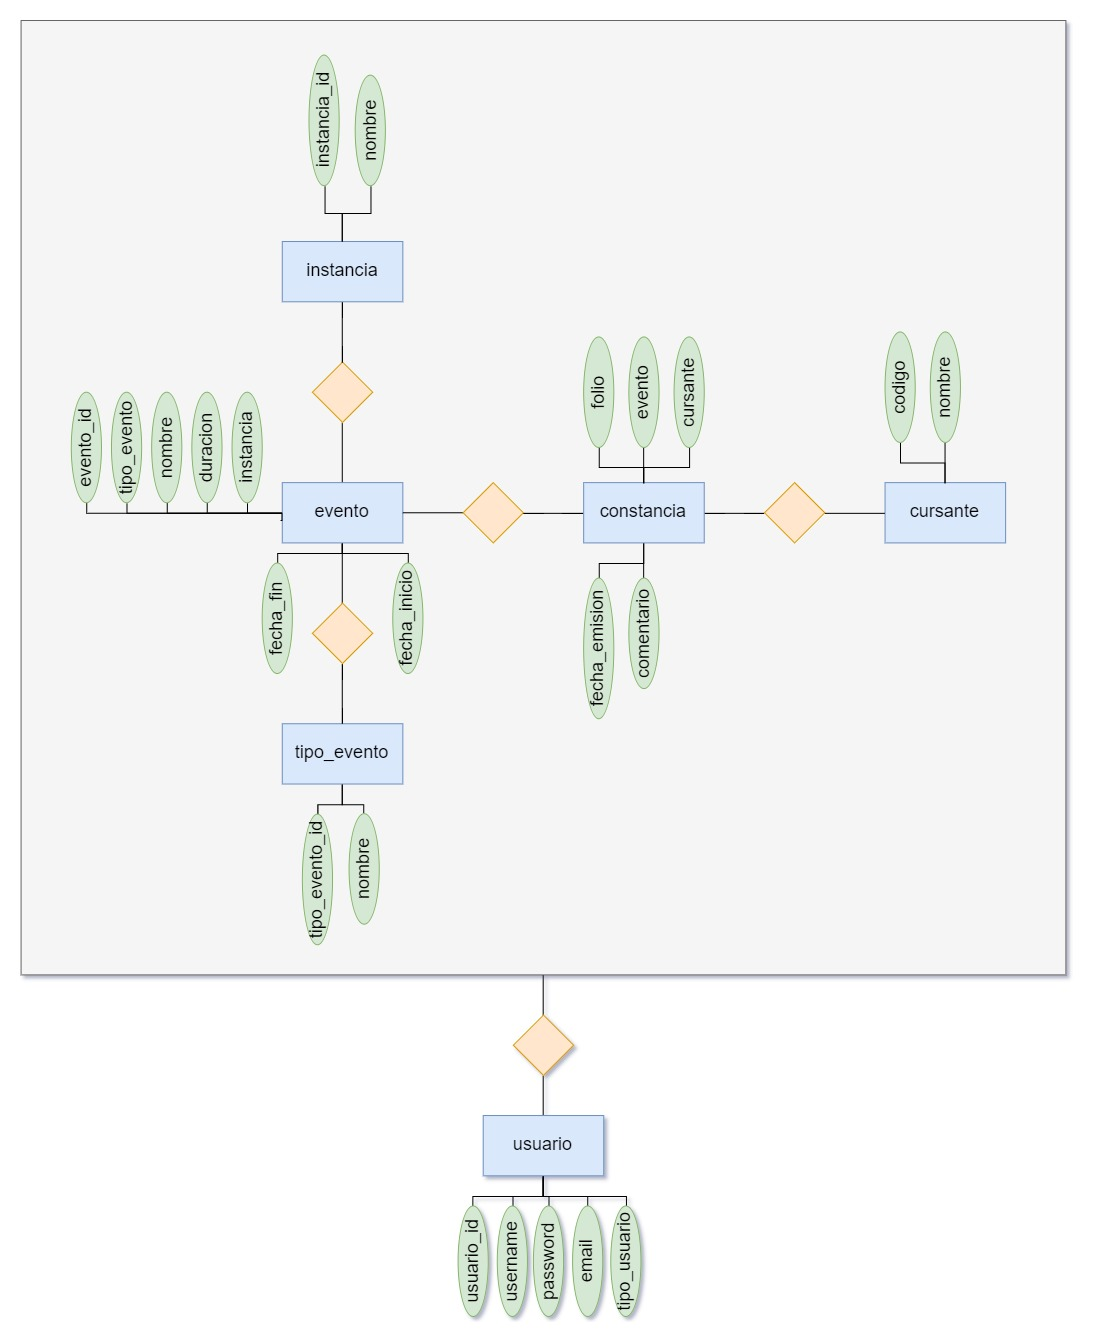 instancia_id
nombre
instancia
evento_id
tipo_evento
nombre
duracion
instancia
folio
evento
cursante
codigo
nombre
evento
constancia
cursante
fecha_fin
fecha_inicio
fecha_emision
comentario
tipo_evento
tipo_evento_id
nombre
usuario
usuario_id
username
password
email
tipo_usuario